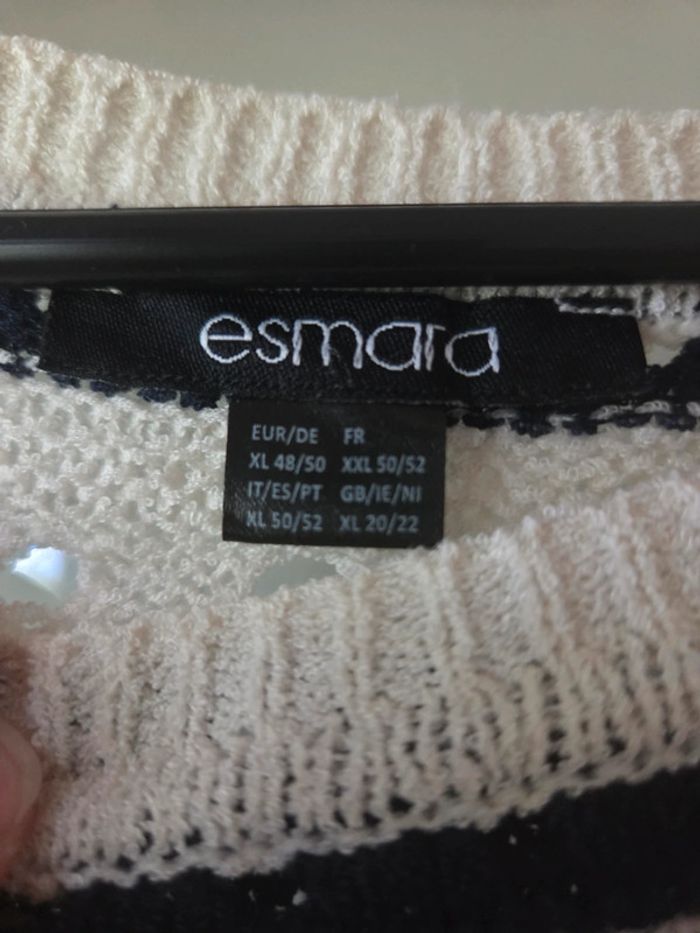 esmara
EUR/DE FR
XL 48/50 XXL 50/52
IT/ES/PT GB/IE/NI
XL 50/52 XL 20/22